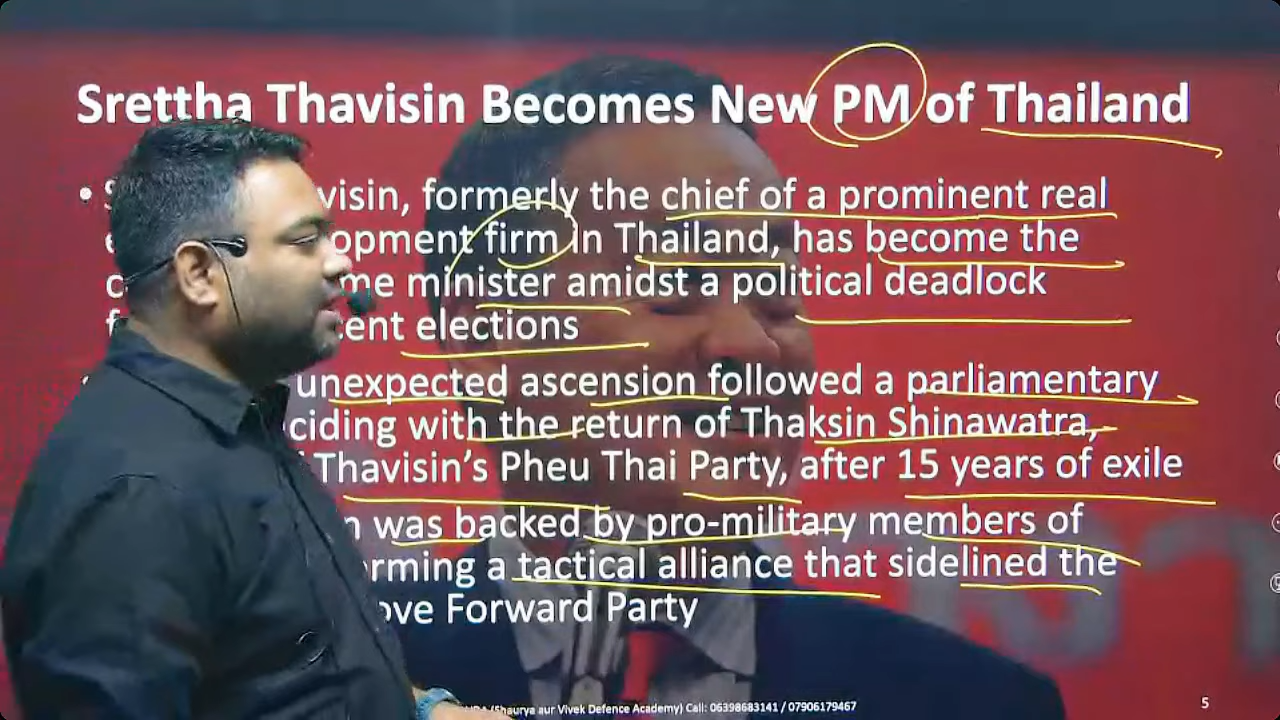 Srettha Thavisin Becomes New PM of Thailand
• visin, formerly the chief of a prominent real
opment firm in Thailand, has become the
me minister amidst a political deadlock
cent elections
unexpected ascension followed a parliamentary
ciding with the return of Thaksin Shinawatra,
Thavisin’s Pheu Thai Party, after 15 years of exile
was backed by pro-military members of
rming a tactical alliance that sidelined the
ove Forward Party
(Shaurya aur Vivek Defence Academy) Call: 06398683141 / 07906179467
5